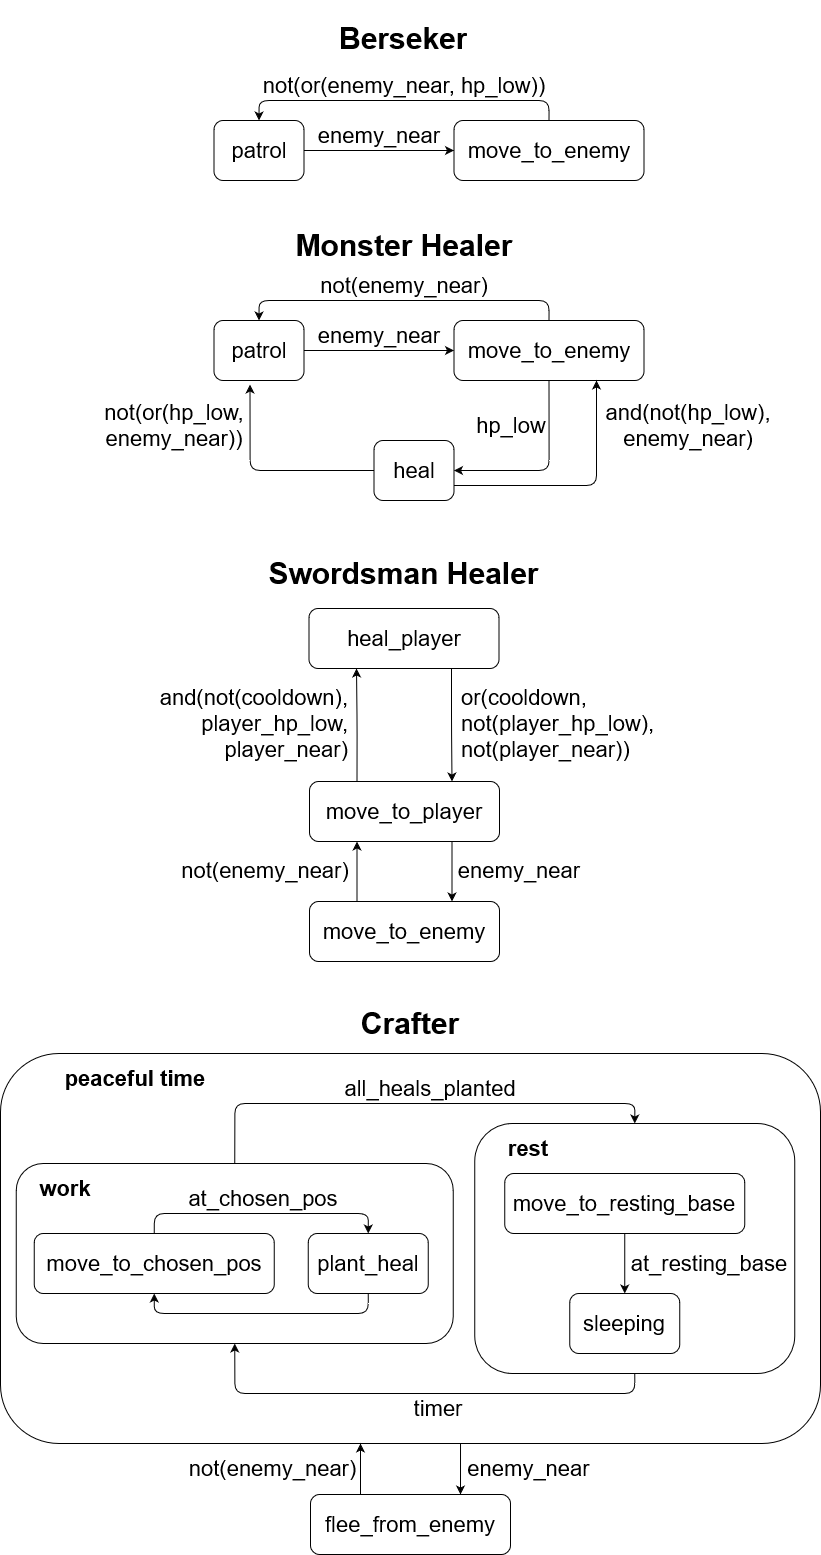 Berseker
not(or(enemy_near, hp_low))
patrol
enemy_near
move_to_enemy
Monster Healer
not(enemy_near)
patrol
enemy_near
move_to_enemy
not(or(hp_low,
enemy_near))
hp_low
and(not(hp_low),
enemy_near)
heal
Swordsman Healer
heal_player
and(not(cooldown),
player_hp_low,
player_near)
or(cooldown,
not(player_hp_low),
not(player_near))
move_to_player
not(enemy_near)
enemy_near
move_to_enemy
Crafter
peaceful time
all_heals_planted
work
at_chosen_pos
move_to_chosen_pos
plant_heal
rest
move_to_resting_base
at_resting_base
sleeping
timer
not(enemy_near)
enemy_near
flee_from_enemy